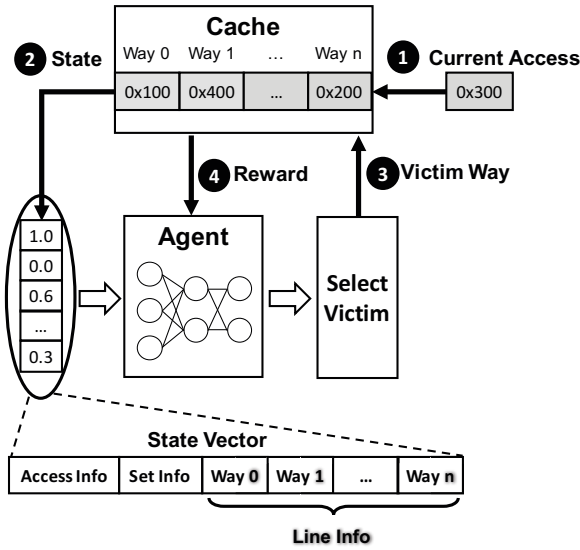 Cache
Way 0 Way 1 ... Way n
0x100 0x400 ... 0x200
1 Current Access
0x300
2 State
4 Reward
3 Victim Way
1.0
0.0
0.6
...
0.3
Agent
Select
Victim
State Vector
Access Info Set Info Way 0 Way 1 ... Way n
Line Info